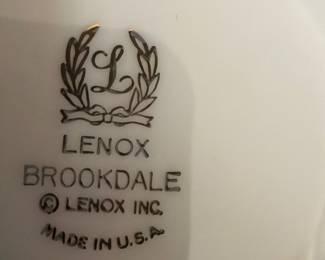 L
LENOX
BROOKDALE
© LENOX INC.
MADE IN U.S.A.